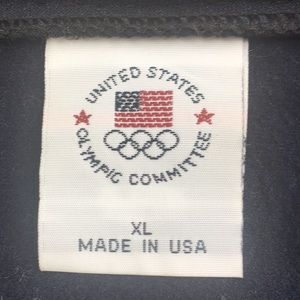 UNITED STATES
OLYMPIC COMMITTEE
XL
MADE IN USA